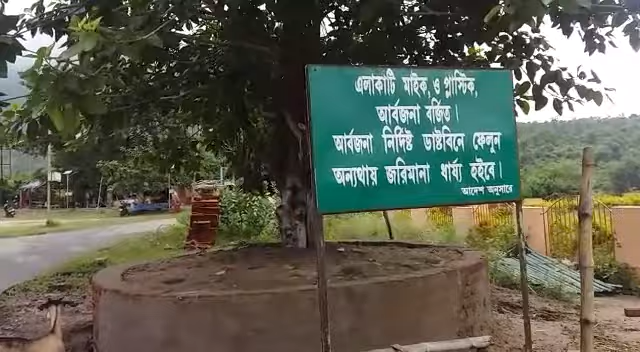 এলাকাটি মাইক, ও প্লাস্টিক,
আর্বজনা বর্জিত।
আর্বজনা নির্দিষ্ট ডাষ্টবিনে ফেলুন
অন্যথায় জরিমানা ধার্য্য হইবে।
আদেশ অনুসারে